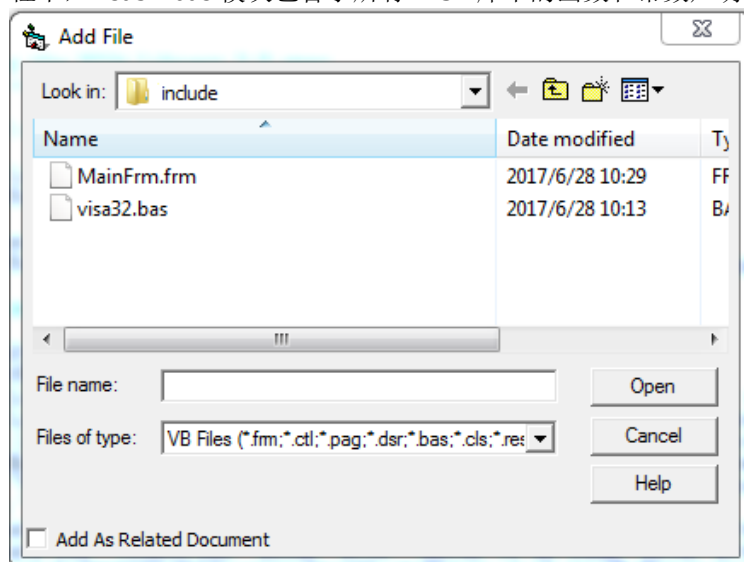 Add File
Look in: include
Name Date modified
MainFrm.frm 2017/6/28 10:29
visa32.bas 2017/6/28 10:13
File name: Open
Files of type: VB Files (*.frm;*.ctl;*.pag;*.dsr;*.bas;*.cls;*.res Cancel
Help
Add As Related Document